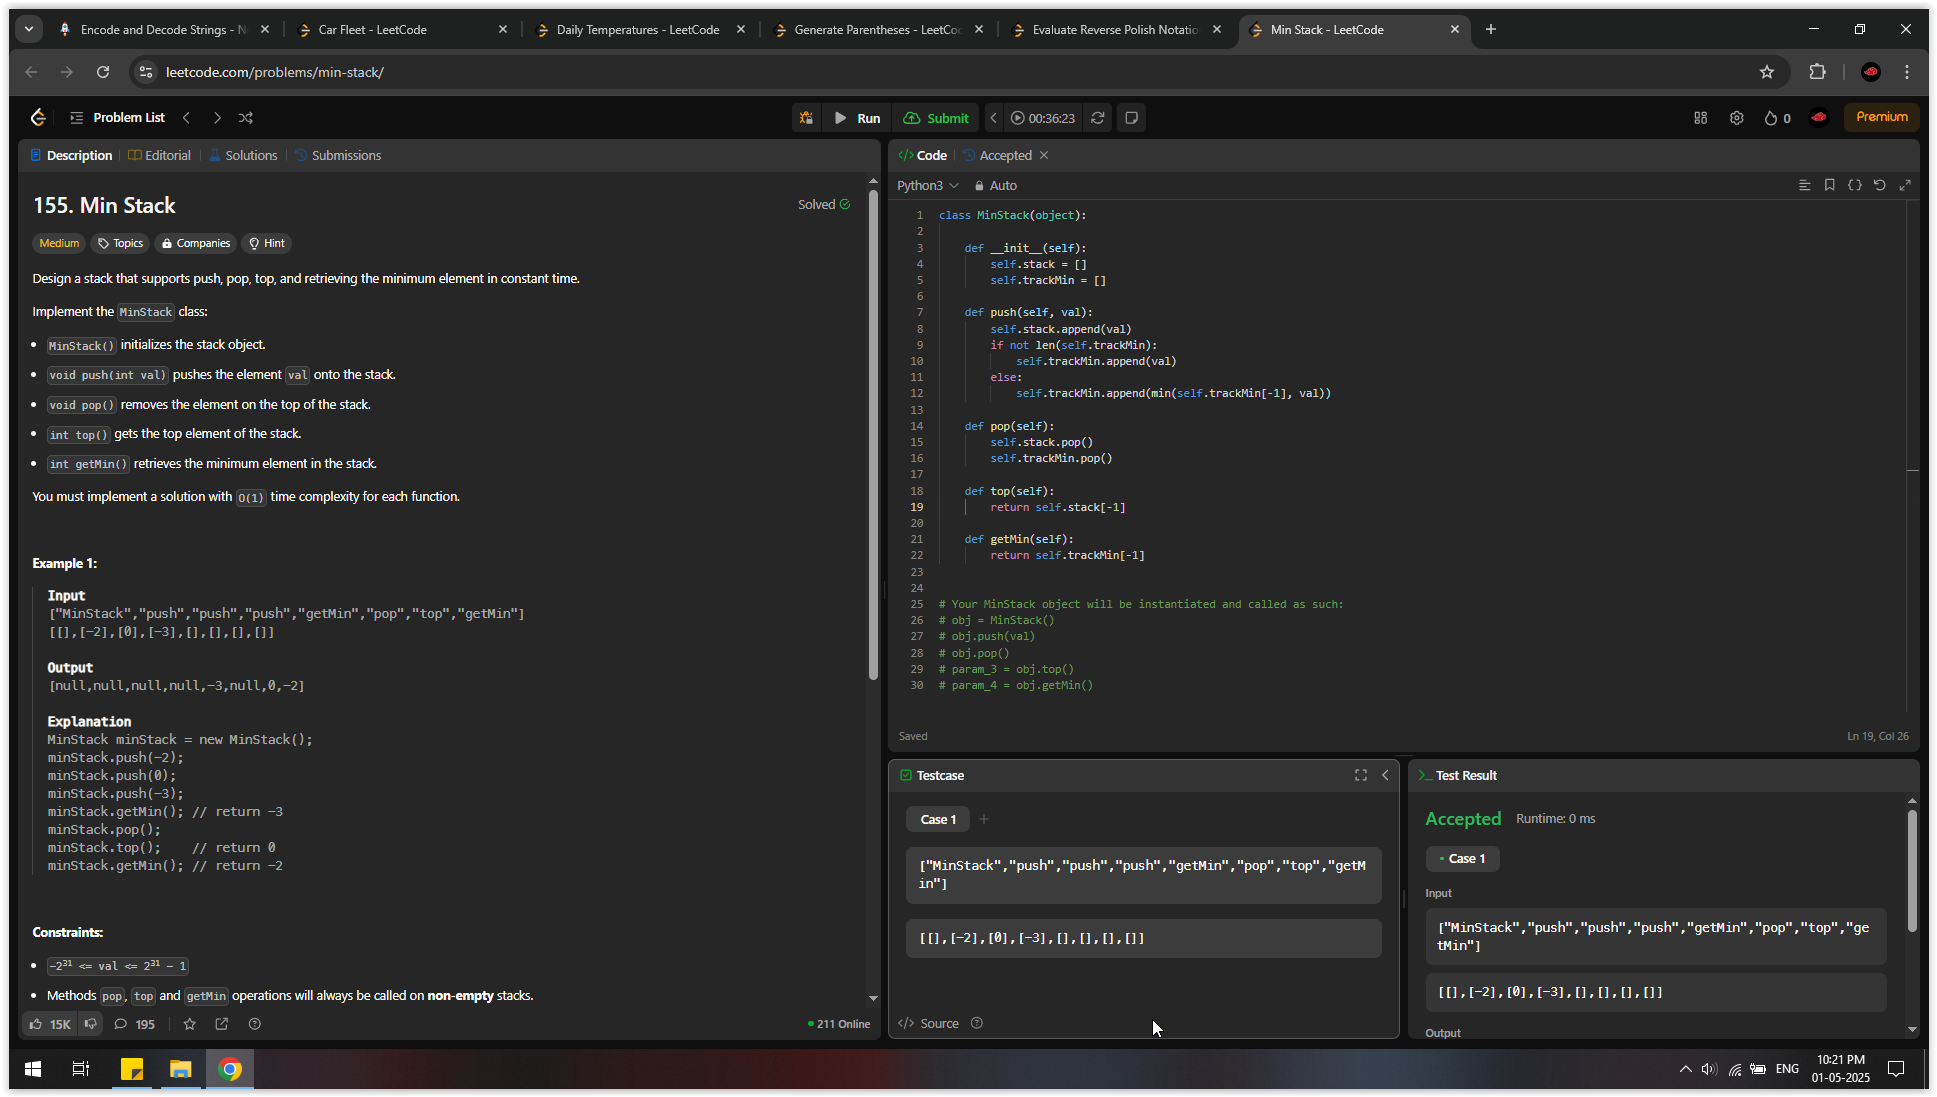 Encode and Decode Strings - N
Car Fleet - LeetCode
Daily Temperatures - LeetCode
Generate Parentheses - LeetCod
Evaluate Reverse Polish Notatio
Min Stack - LeetCode
leetcode.com/problems/min-stack/
Problem List
Run
Submit
00:36:23
0
Premium
Description
Editorial
Solutions
Submissions
155. Min Stack
Solved
Medium
Topics
Companies
Hint
Design a stack that supports push, pop, top, and retrieving the minimum element in constant time.
Implement the MinStack class:
• MinStack() initializes the stack object.
• void push(int val) pushes the element val onto the stack.
• void pop() removes the element on the top of the stack.
• int top() gets the top element of the stack.
• int getMin() retrieves the minimum element in the stack.
You must implement a solution with O(1) time complexity for each function.
Example 1:
Input
["MinStack","push","push","push","getMin","pop","top","getMin"]
[[],[-2],[0],[-3],[],[],[],[]]
Output
[null,null,null,null,-3,null,0,-2]
Explanation
MinStack minStack = new MinStack();
minStack.push(-2);
minStack.push(0);
minStack.push(-3);
minStack.getMin(); // return -3
minStack.pop();
minStack.top();    // return 0
minStack.getMin(); // return -2
Constraints:
• -2³¹ <= val <= 2³¹ - 1
• Methods pop, top and getMin operations will always be called on non-empty stacks.
15K
195
211 Online
Code
Accepted
Python3
Auto
1 class MinStack(object):
2
3     def __init__(self):
4         self.stack = []
5         self.trackMin = []
6
7     def push(self, val):
8         self.stack.append(val)
9         if not len(self.trackMin):
10             self.trackMin.append(val)
11         else:
12             self.trackMin.append(min(self.trackMin[-1], val))
13
14     def pop(self):
15         self.stack.pop()
16         self.trackMin.pop()
17
18     def top(self):
19         return self.stack[-1]
20
21     def getMin(self):
22         return self.trackMin[-1]
23
24
25 # Your MinStack object will be instantiated and called as such:
26 # obj = MinStack()
27 # obj.push(val)
28 # obj.pop()
29 # param_3 = obj.top()
30 # param_4 = obj.getMin()
Saved
Ln 19, Col 26
Testcase
Case 1
["MinStack","push","push","push","getMin","pop","top","getM
in"]
[[],[-2],[0],[-3],[],[],[],[]]
Source
Test Result
Accepted
Runtime: 0 ms
• Case 1
Input
["MinStack","push","push","push","getMin","pop","top","ge
tMin"]
[[],[-2],[0],[-3],[],[],[],[]]
Output
ENG
10:21 PM
01-05-2025